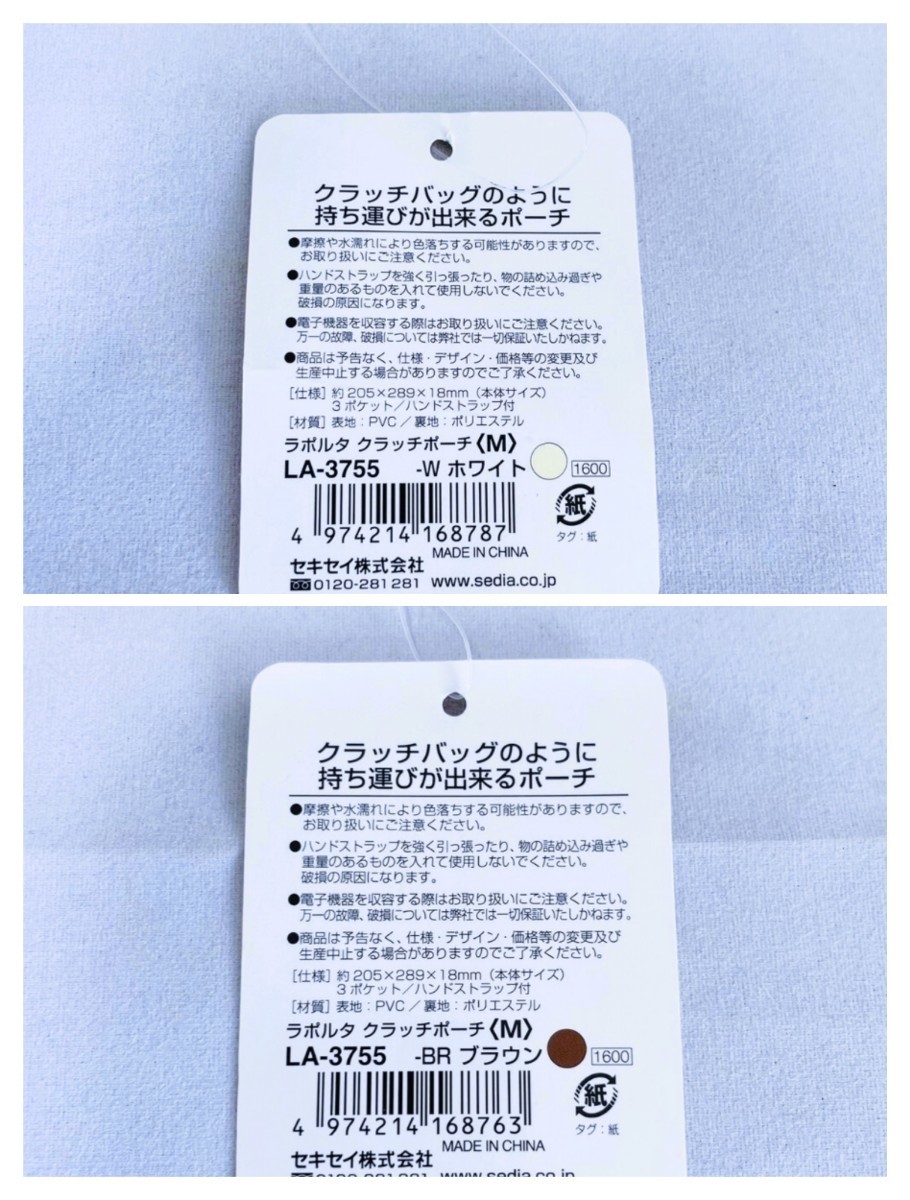 クラッチバッグのように
持ち運びが出来るポーチ
●摩擦や水濡れにより色落ちする可能性がありますので、
お取り扱いにご注意ください。
●ハンドストラップを強く引っ張ったり、物の詰め込み過ぎや
重量のあるものを入れて使用しないでください。
破損の原因になります。
●電子機器を収容する際はお取り扱いにご注意ください。
万一の故障、破損については弊社では一切保証いたしかねます。
●商品は予告なく、仕様・デザイン・価格等の変更及び
生産中止する場合がありますのでご了承ください。
[仕様] 約205×289×18mm（本体サイズ）
3ポケット／ハンドストラップ付
[材質] 表地：PVC／裏地：ポリエステル
ラポルタ クラッチポーチ〈M〉
LA-3755 -W ホワイト 1600
4 974214 168787
紙
タグ：紙
MADE IN CHINA
セキセイ株式会社
0120-281281 www.sedia.co.jp
クラッチバッグのように
持ち運びが出来るポーチ
●摩擦や水濡れにより色落ちする可能性がありますので、
お取り扱いにご注意ください。
●ハンドストラップを強く引っ張ったり、物の詰め込み過ぎや
重量のあるものを入れて使用しないでください。
破損の原因になります。
●電子機器を収容する際はお取り扱いにご注意ください。
万一の故障、破損については弊社では一切保証いたしかねます。
●商品は予告なく、仕様・デザイン・価格等の変更及び
生産中止する場合がありますのでご了承ください。
[仕様] 約205×289×18mm（本体サイズ）
3ポケット／ハンドストラップ付
[材質] 表地：PVC／裏地：ポリエステル
ラポルタ クラッチポーチ〈M〉
LA-3755 -BR ブラウン 1600
4 974214 168763
紙
タグ：紙
MADE IN CHINA
セキセイ株式会社
0120-281281 www.sedia.co.jp